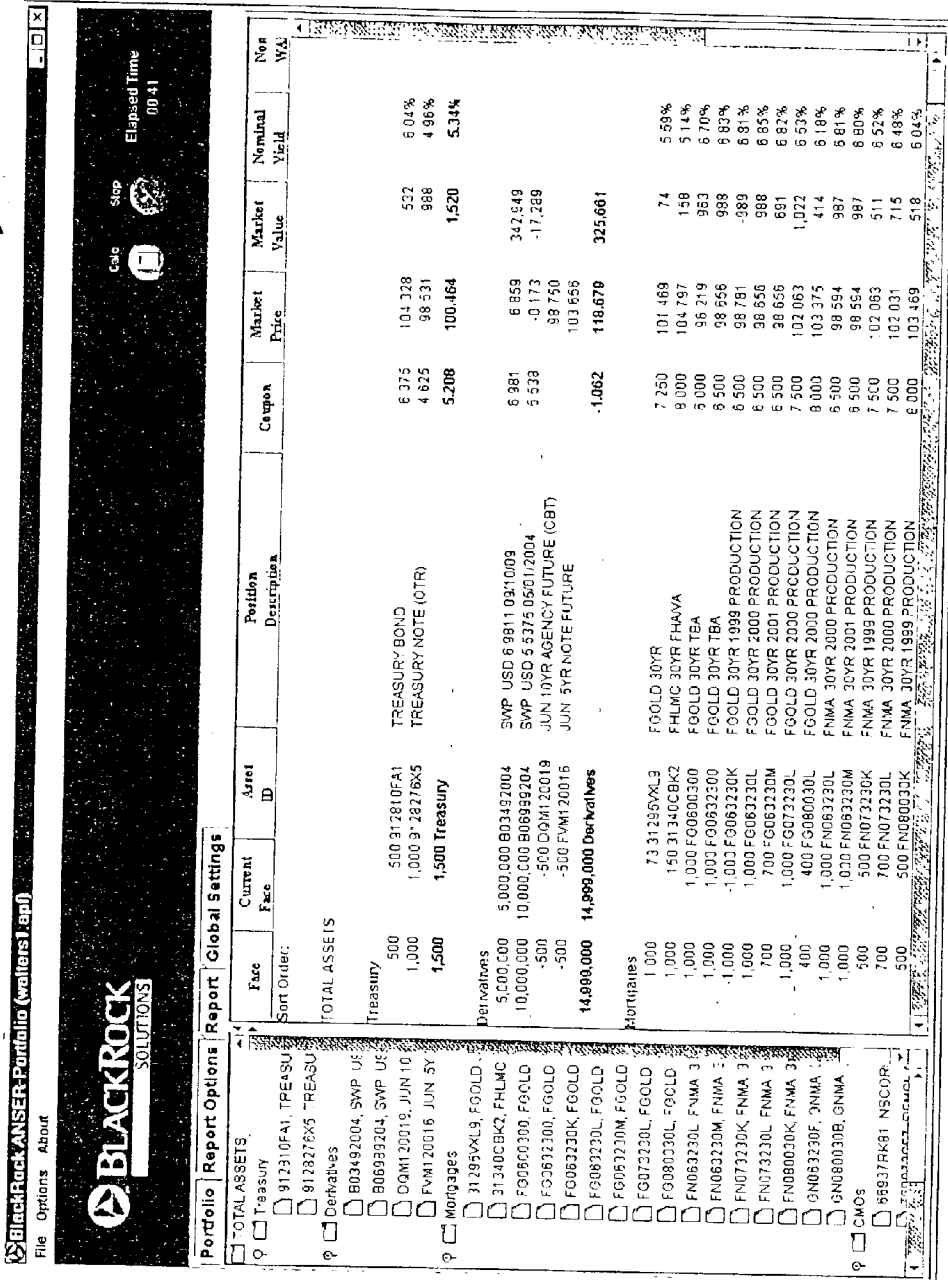 BlackRock ANSER-Portfolio (walters1.apf)
File Options About
BLACKROCK
SOLUTIONS
Calc Stop Elapsed Time
00:41
Portfolio Report Options Report Global Settings
TOTAL ASSETS
Treasury
912810FA1, TREASU
9128276X5 TREASU
Derivatives
B03492004, SWP US
B06989204, SWP US
DQM120019, JUN 10
FVM120016 JUN 5Y
Mortgages
31295VXL9, FGOLD
31340CBK2, FHLMC
FG0600300, FGOLD
FG0632300, FGOLD
FG063230K, FGOLD
FG063230L, FGOLD
FG063230M, FGOLD
FG073230L, FGOLD
FG080030L, FGOLD
FN063230L, FNMA 3
FN063230M, FNMA
FN073230K, FNMA 3
FN073230L FNMA 3
FN080030K, FNMA 3
GN063230F, GNMA
GN080030B, GNMA
CMOs
66937RK81 NSCOR
Face Current Face Asset ID Position Description Coupon Market Price Market Value Nominal Yield Non WA
Sort Order:
TOTAL ASSETS
Treasury
500 500 912810FA1 TREASURY BOND 6 375 104 328 532 6 04%
1,000 1,000 9128276X5 TREASURY NOTE (OTR) 4 625 98 531 988 4 96%
1,500 1,500 Treasury 5.208 100.464 1,520 5.34%
Derivatives
5,000,000 5,000,000 B03492004 SWP USD 6 9811 09/10/09 6 981 6 859 342,949
10,000,000 10,000,000 B06989204 SWP USD 5 5375 05/01/2004 5 538 -0 173 -17,289
-500 -500 DQM120019 JUN 10YR AGENCY FUTURE (CBT) 98 750
-500 -500 FVM120016 JUN 5YR NOTE FUTURE 103 656
14,999,000 14,999,000 Derivatives -1.062 118.679 325,661
Mortgages
1 000 73 31295VXL9 FGOLD 30YR 7 250 101 469 74 5 59%
1,000 150 31340CBK2 FHLMC 30YR FHA/VA 8 000 104 797 158 5 14%
1,000 1,000 FG0600300 FGOLD 30YR TBA 6 000 96 219 963 6 70%
1,000 1,000 FG0632300 FGOLD 30YR TBA 6 500 98 656 988 6 83%
-1,000 -1,000 FG063230K FGOLD 30YR 1999 PRODUCTION 6 500 98 781 -989 6 81%
1,000 1,000 FG063230L FGOLD 30YR 2000 PRODUCTION 6 500 98 656 988 6 85%
700 700 FG063230M FGOLD 30YR 2001 PRODUCTION 6 500 98 656 691 6 82%
1,000 1,000 FG073230L FGOLD 30YR 2000 PRODUCTION 7 500 102 063 1,022 6 53%
400 400 FG080030L FGOLD 30YR 2000 PRODUCTION 8 000 103 375 414 6 18%
1,000 1,000 FN063230L FNMA 30YR 2000 PRODUCTION 6 500 98 594 987 6 81%
1,000 1,000 FN063230M FNMA 30YR 2001 PRODUCTION 6 500 98 594 987 6 80%
500 500 FN073230K FNMA 30YR 1999 PRODUCTION 7 500 102 063 511 6 52%
700 700 FN073230L FNMA 30YR 2000 PRODUCTION 7 500 102 031 715 6 48%
500 500 FN080030K FNMA 30YR 1999 PRODUCTION 8 000 103 469 518 6 04%